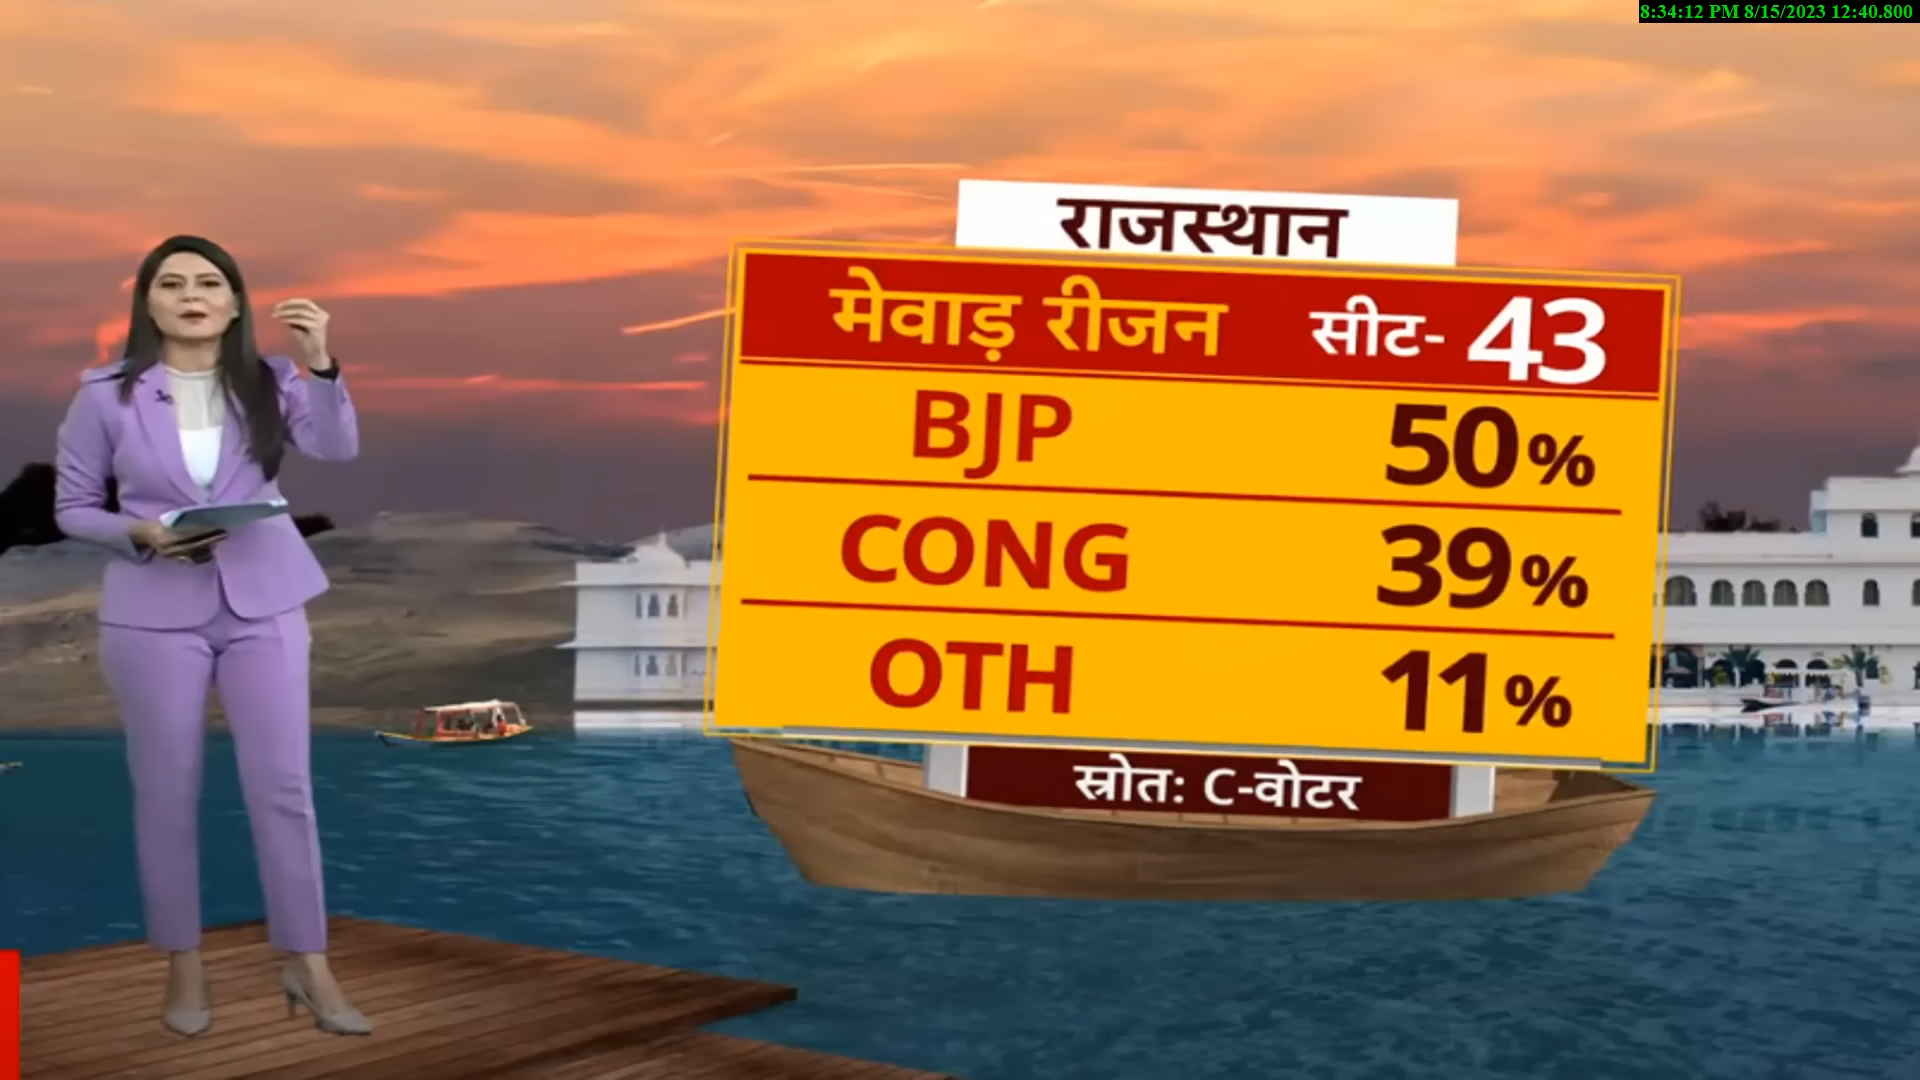 8:34:12 PM 8/15/2023 12:40.800
राजस्थान
मेवाड़ रीजन सीट- 43
BJP 50%
CONG 39%
OTH 11%
स्रोत: C-वोटर